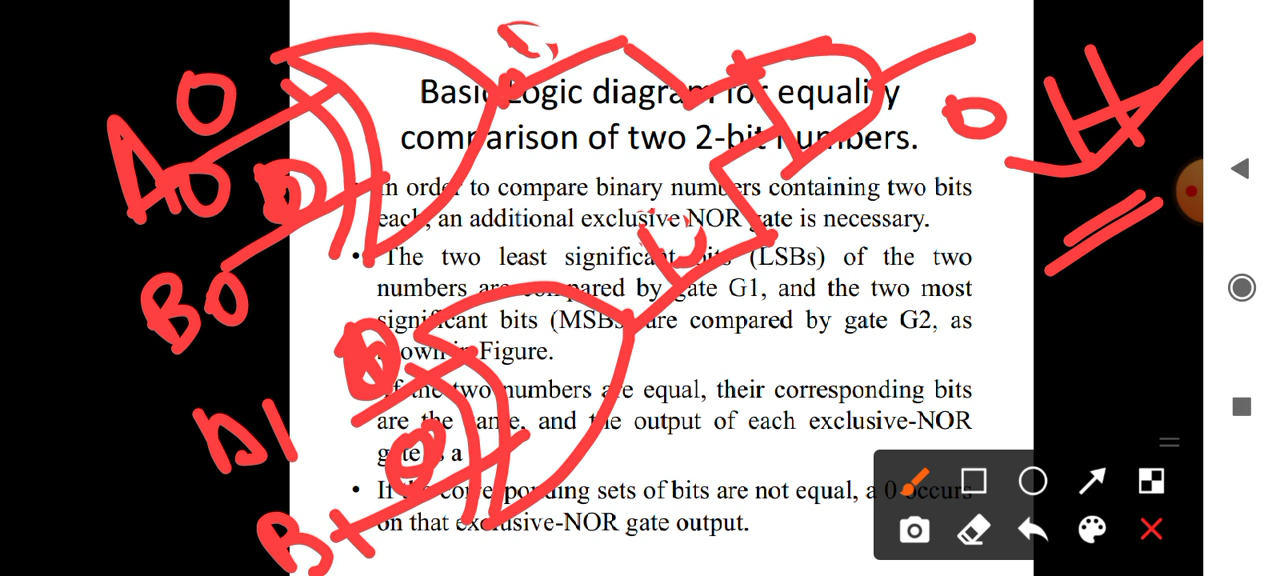 Basic Logic diagram for equality
comparison of two 2-bit numbers.
In order to compare binary numbers containing two bits
each, an additional exclusive NOR gate is necessary.
• The two least significant bits (LSBs) of the two
numbers are compared by gate G1, and the two most
significant bits (MSBs) are compared by gate G2, as
shown in Figure.
If the two numbers are equal, their corresponding bits
are the same, and the output of each exclusive-NOR
gate is a
• If the corresponding sets of bits are not equal, a 0 occurs
on that exclusive-NOR gate output.
A0
0
B0
A1
0
B1
0